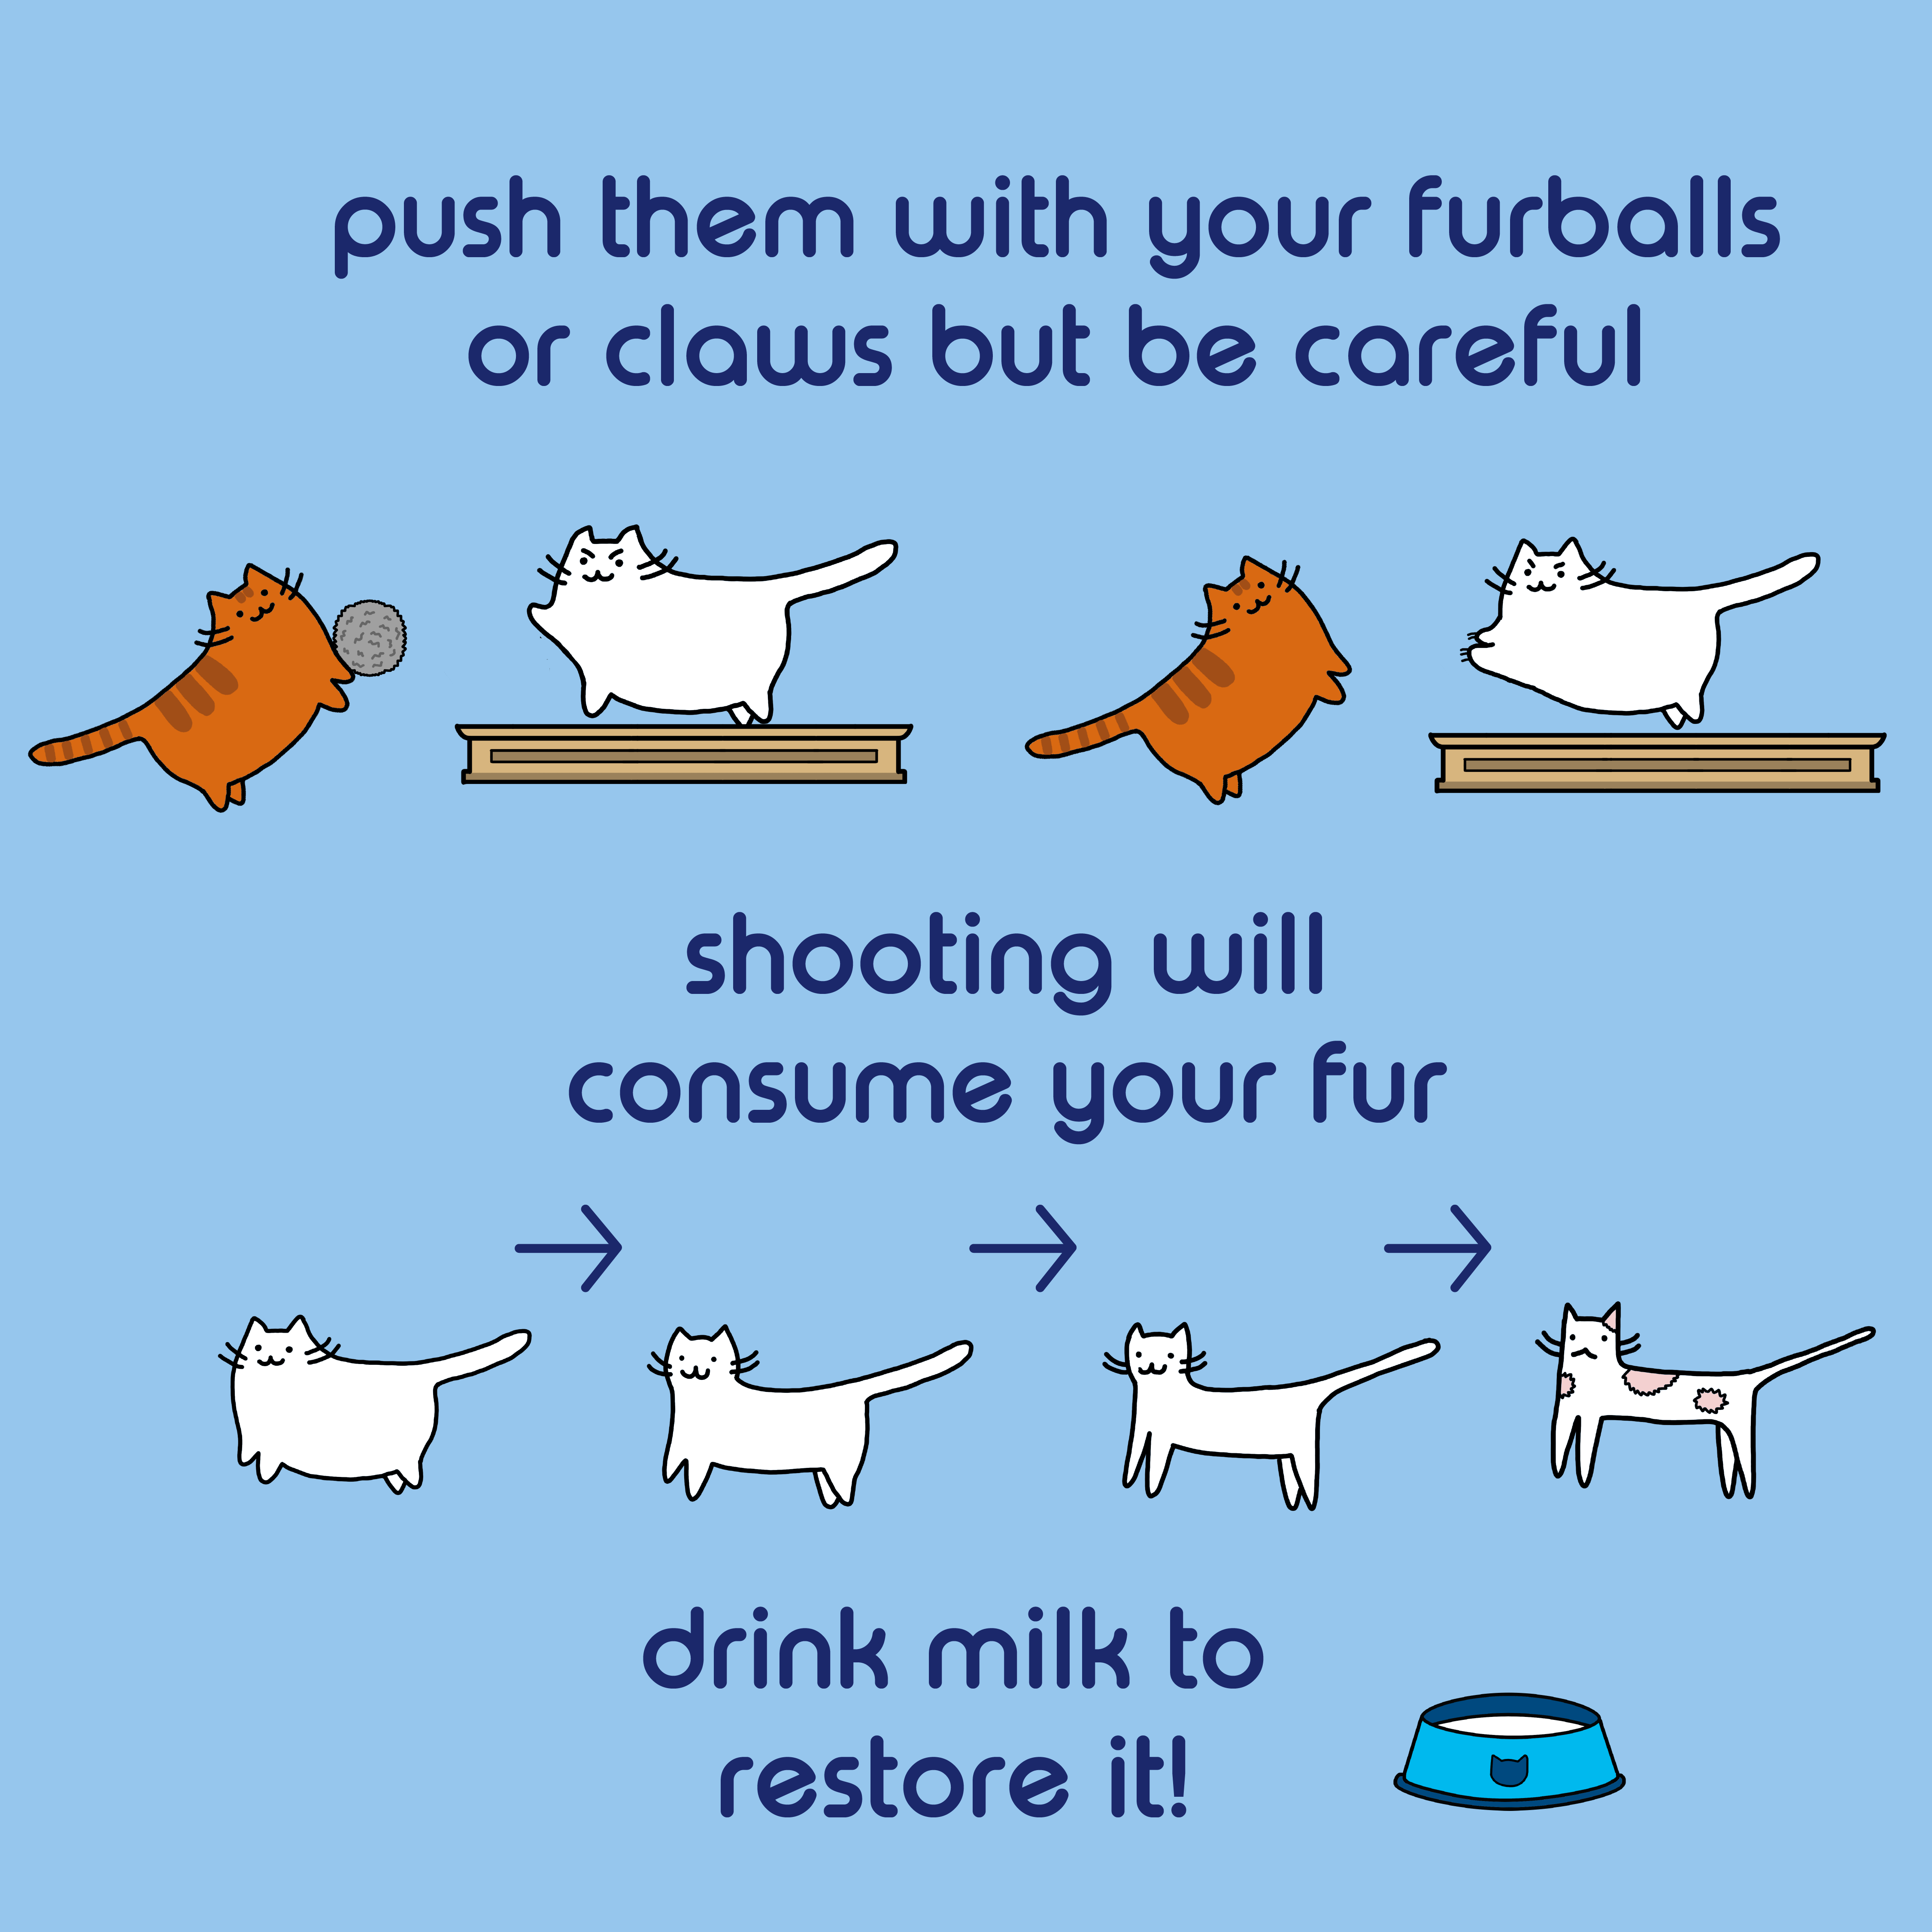 push them with your furballs
or claws but be careful
shooting will
consume your fur
drink milk to
restore it!